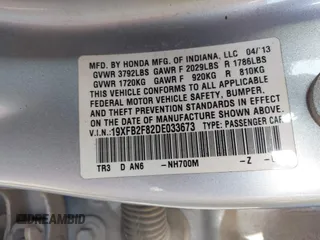 MFD. BY HONDA MFG. OF INDIANA, LLC 04/13
GVWR 3792LBS GAWR F 2029LBS R 1786LBS
GVWR 1720KG GAWR F 920KG R 810KG
THIS VEHICLE CONFORMS TO ALL APPLICABLE
FEDERAL MOTOR VEHICLE SAFETY, BUMPER,
AND THEFT PREVENTION STANDARDS IN EFFECT
ON THE DATE OF MANUFACTURE SHOWN ABOVE.
V.I.N.: 19XFB2F82DE033673 TYPE: PASSENGER CAR
TR3 D AN6 -NH700M -Z
DREAMBID